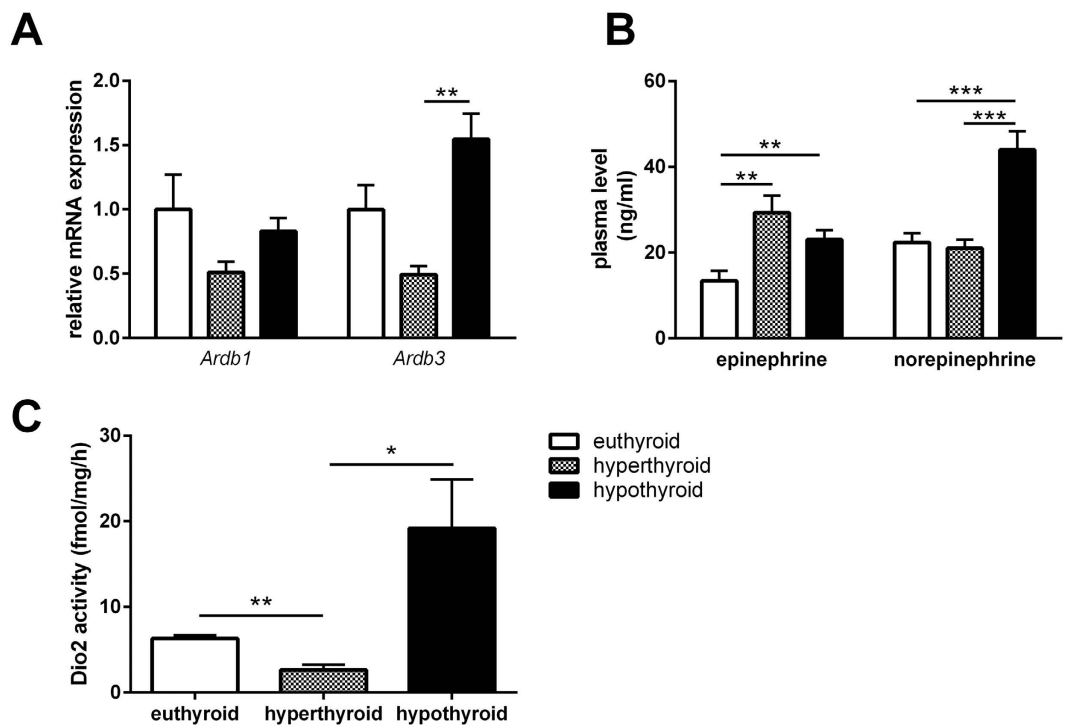 A
relative mRNA expression
2.0
1.5
1.0
0.5
0.0
**
Ardb1
Ardb3
B
plasma level
(ng/ml)
60
40
20
0
**
**
***
***
epinephrine
norepinephrine
C
Dio2 activity (fmol/mg/h)
30
20
10
0
**
*
euthyroid
hyperthyroid
hypothyroid
euthyroid
hyperthyroid
hypothyroid